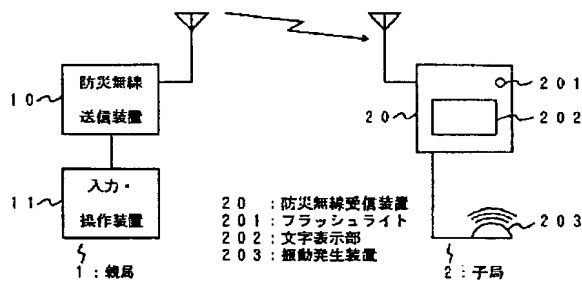 防災無線
送信装置
10
入力・
操作装置
11
1:親局
201
20
202
203
2:子局
20:防災無線受信装置
201:フラッシュライト
202:文字表示部
203:振動発生装置